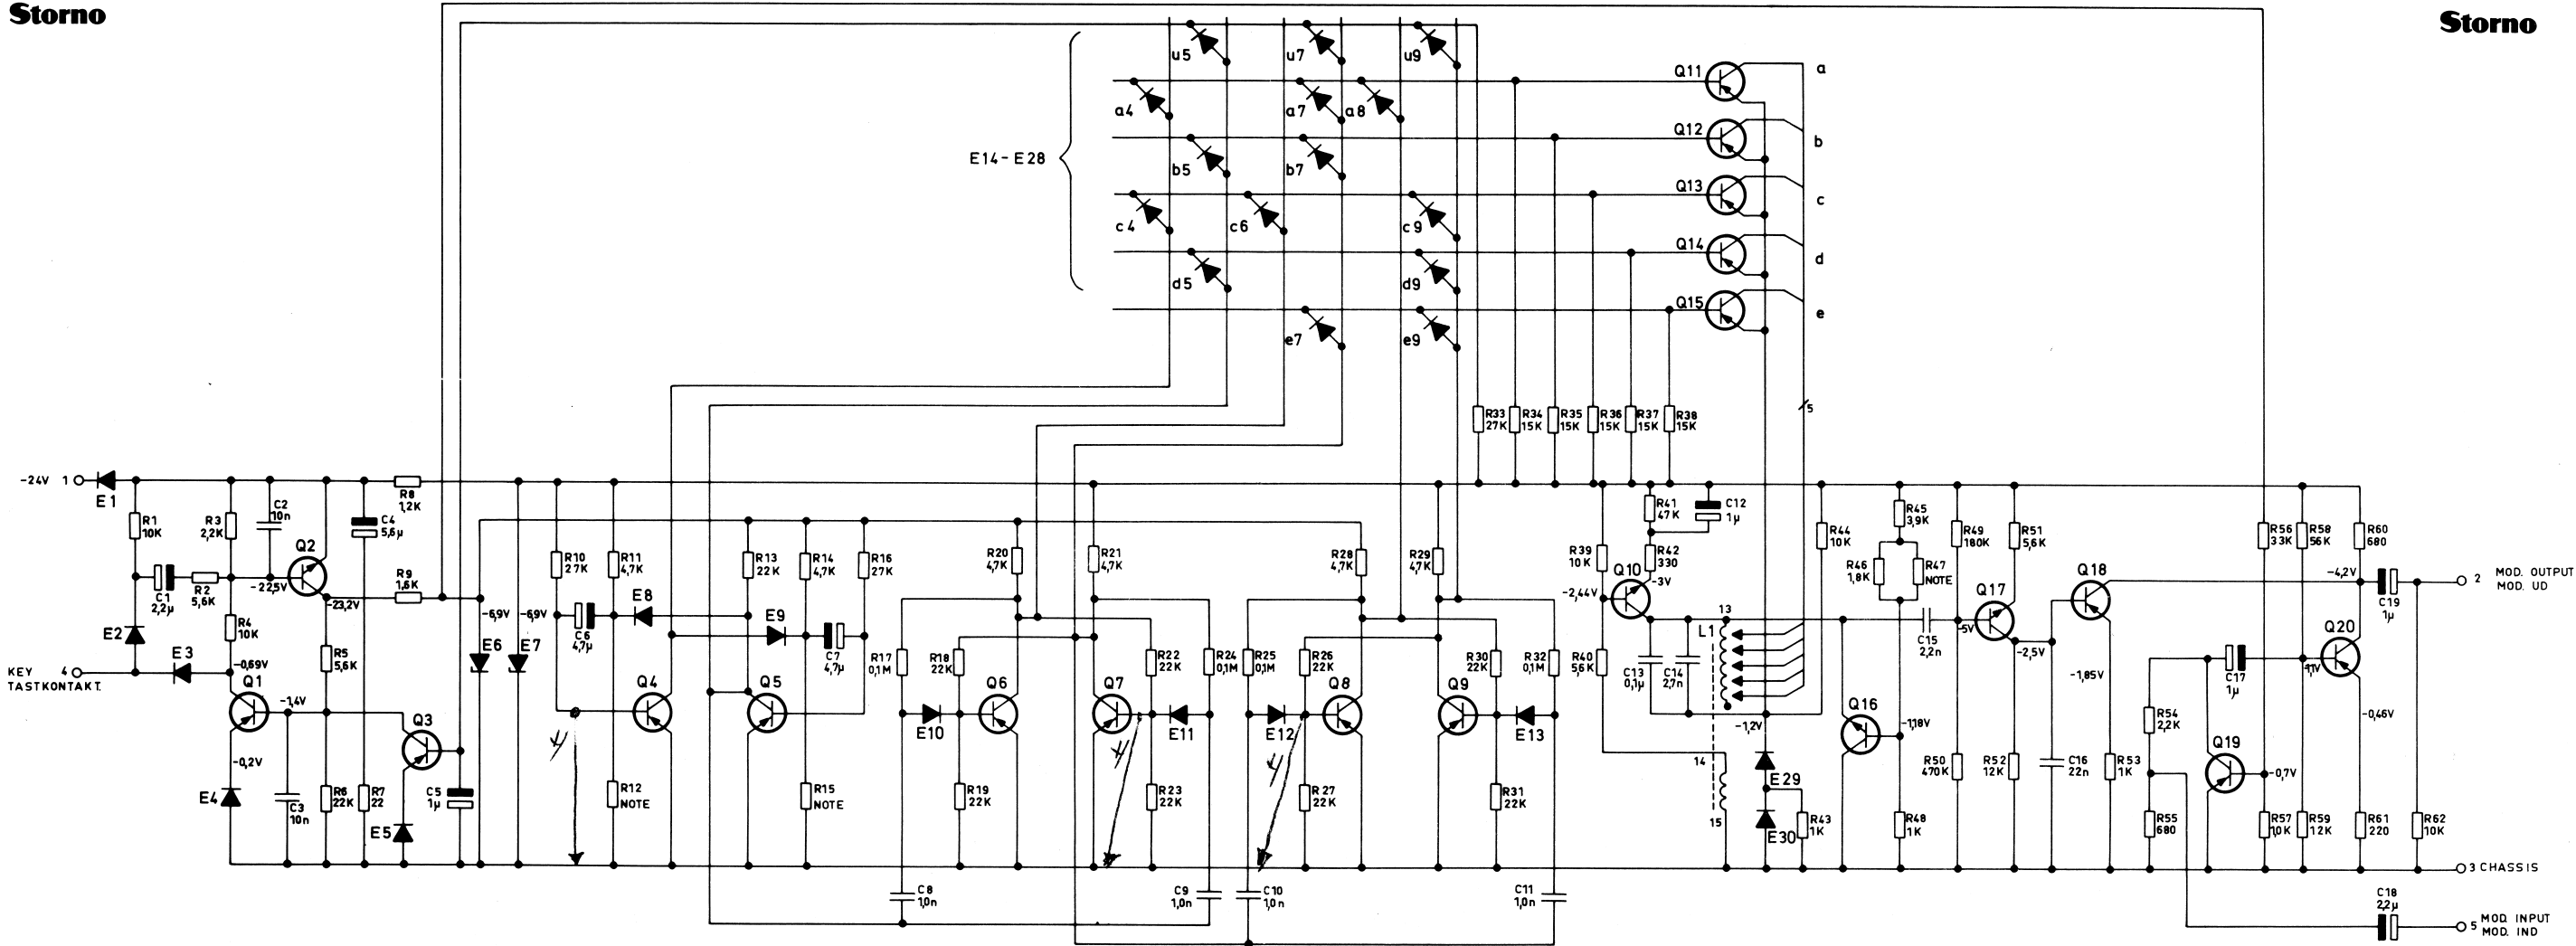 Storno
Storno
u5
u7
u9
Q11
a
a4
a7
a8
Q12
b
E14-E28
b5
b7
Q13
c
c4
c6
c9
Q14
d
d5
d9
Q15
e
e7
e9
5
R33 27K
R34 15K
R35 15K
R36 15K
R37 15K
R38 15K
-24V 1
E1
R1 10K
R3 2,2K
C2 10n
Q2
C4 5,6µ
R8 1,2K
C1 2,2µ
R2 5,6K
-22,5V
-23,2V
R9 1,6K
E2
R4 10K
E3
-0,69V
R5 5,6K
-6,9V
-6,9V
E6
E7
KEY 4
TASTKONTAKT.
Q1
-1,4V
Q3
-0,2V
E4
C3 10n
R6 22K
R7 22
E5
C5 1µ
R10 27K
R11 4,7K
C6 4,7µ
E8
E9
Q4
R12 NOTE
R13 22K
R14 4,7K
R16 27K
C7 4,7µ
Q5
R15 NOTE
R17 0,1M
R18 22K
R20 4,7K
R21 4,7K
Q6
E10
R19 22K
R22 22K
R24 0,1M
Q7
E11
R23 22K
C8 1,0n
C9 1,0n
R25 0,1M
R26 22K
R28 4,7K
R29 4,7K
Q8
E12
R27 22K
Q9
R30 22K
R32 0,1M
E13
R31 22K
C10 1,0n
C11 1,0n
R39 10K
R41 47K
C12 1µ
R42 330
Q10
-3V
-2,44V
R40 56K
C13 0,1µ
C14 2,7n
13
L1
14
15
-1,2V
E29
E30
R43 1K
R44 10K
R45 3,9K
R46 1,8K
R47 NOTE
R49 180K
R51 5,6K
C15 2,2n
-5V
Q17
-2,5V
Q16
-1,18V
R48 1K
R50 470K
R52 12K
C16 22n
Q18
-1,85V
R53 1K
R54 2,2K
R55 680
C17 1µ
Q19
-0,7V
R56 33K
R58 56K
R60 680
-4,2V
C19 1µ
2 MOD. OUTPUT
MOD. UD
Q20
-1,1V
-0,46V
R57 10K
R59 12K
R61 220
R62 10K
3 CHASSIS
C18 2,2µ
5 MOD. INPUT
MOD. IND